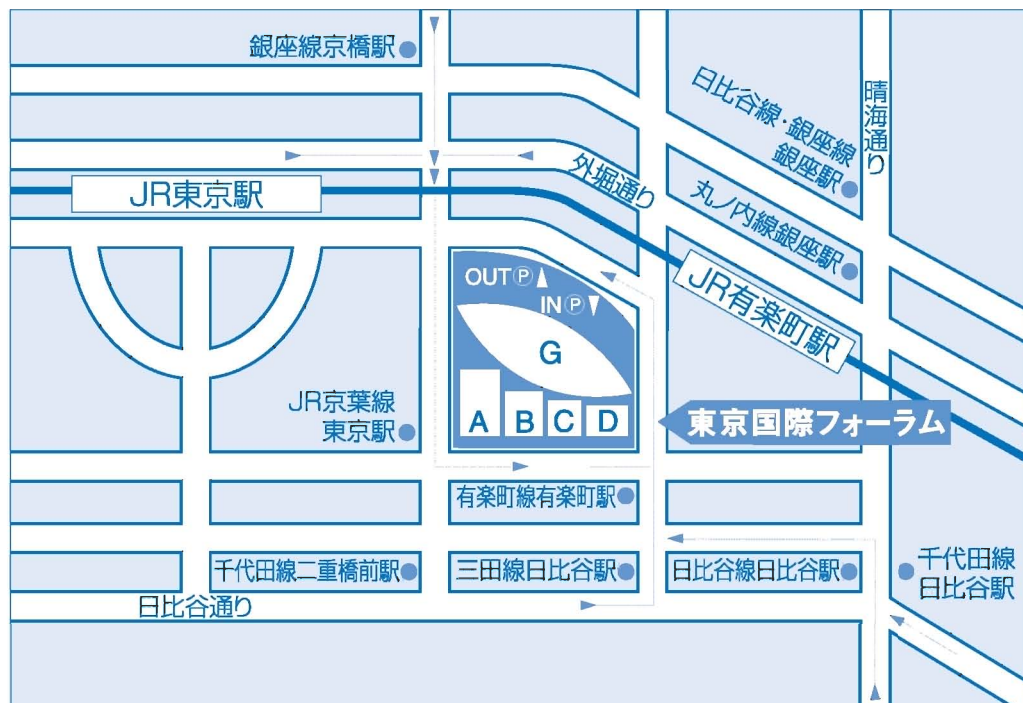 銀座線京橋駅
日比谷線・銀座線
銀座駅
晴海通り
外堀通り
丸ノ内線銀座駅
JR東京駅
JR有楽町駅
OUTⓅ
INⓅ
G
A
B
C
D
JR京葉線
東京駅
東京国際フォーラム
有楽町線有楽町駅
千代田線二重橋前駅
三田線日比谷駅
日比谷線日比谷駅
千代田線
日比谷駅
日比谷通り